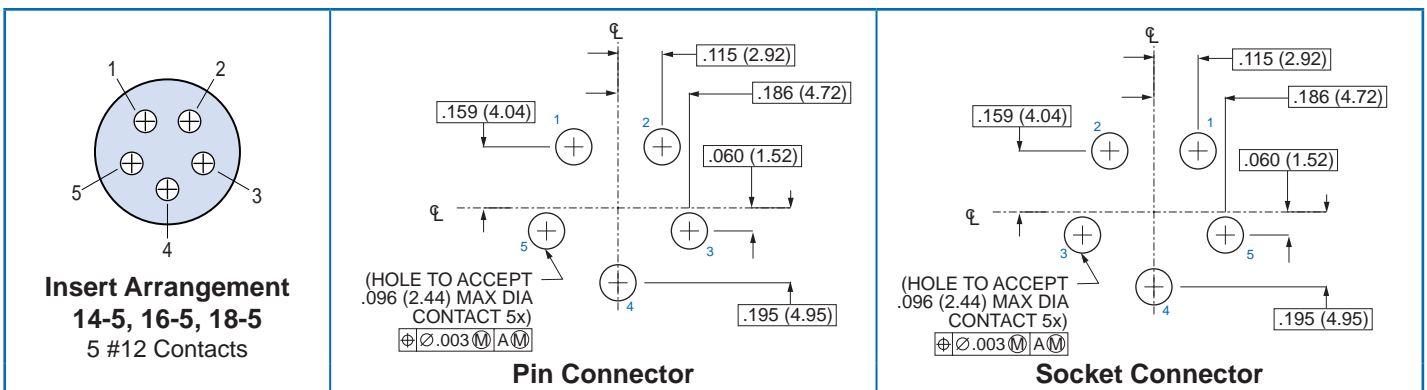 1
2
5
3
4
Insert Arrangement
14-5, 16-5, 18-5
5 #12 Contacts
℄
.115 (2.92)
.186 (4.72)
.159 (4.04)
1
2
.060 (1.52)
℄
5
3
(HOLE TO ACCEPT
.096 (2.44) MAX DIA
CONTACT 5x)
4
.195 (4.95)
⌖ ∅.003 Ⓜ A Ⓜ
Pin Connector
℄
.115 (2.92)
.186 (4.72)
.159 (4.04)
2
1
.060 (1.52)
℄
3
5
(HOLE TO ACCEPT
.096 (2.44) MAX DIA
CONTACT 5x)
4
.195 (4.95)
⌖ ∅.003 Ⓜ A Ⓜ
Socket Connector